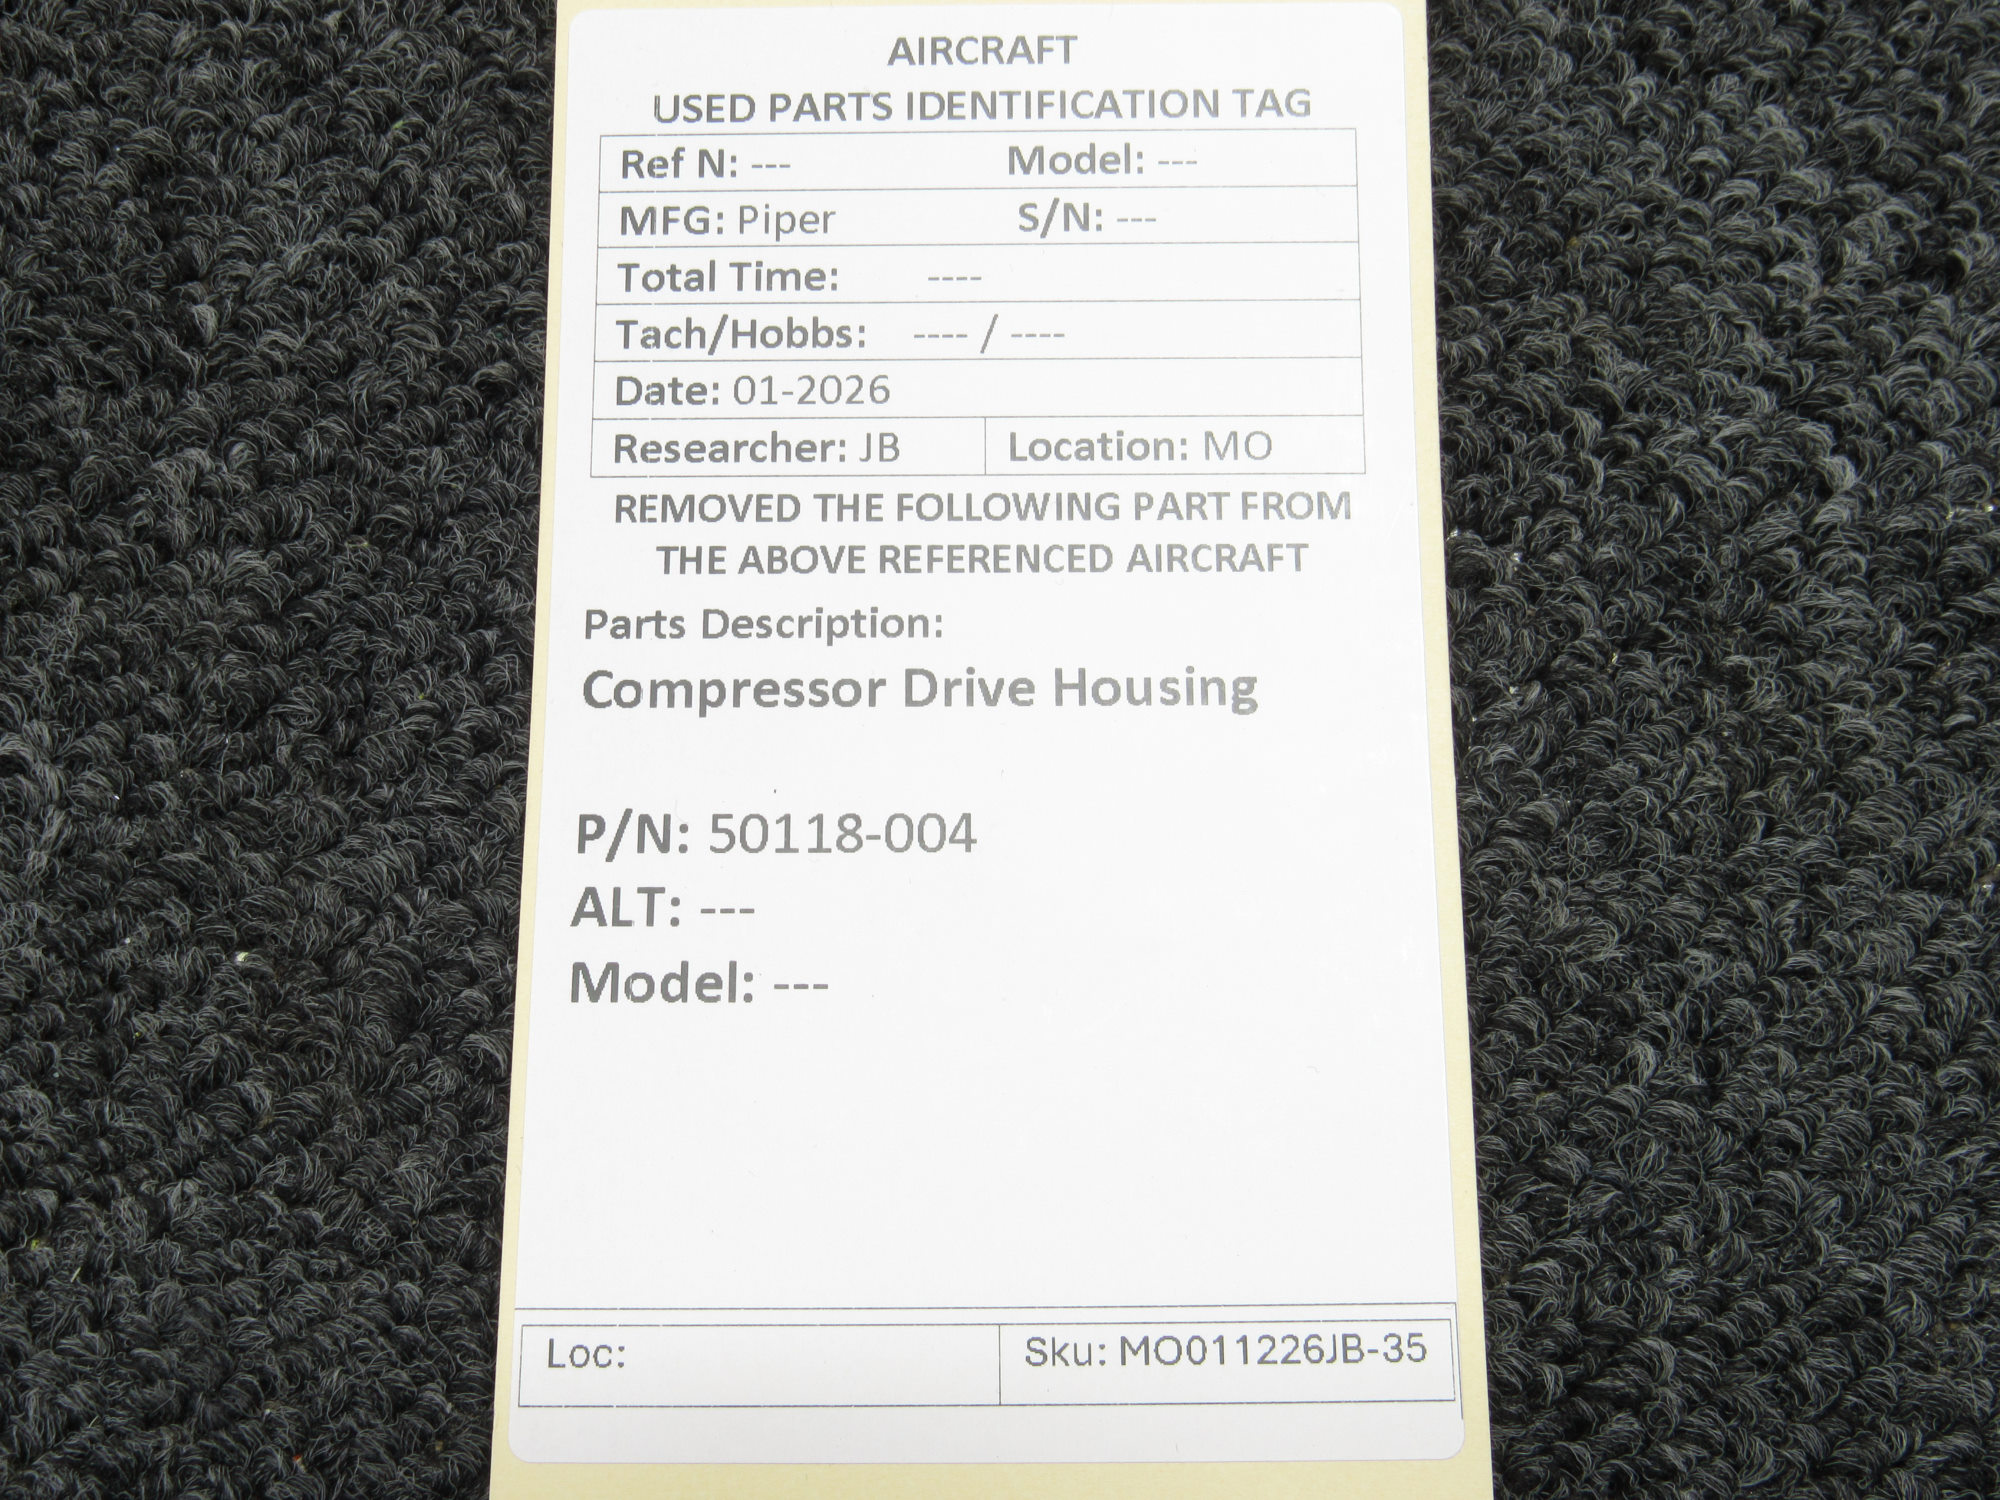 AIRCRAFT
USED PARTS IDENTIFICATION TAG
Ref N: --- Model: ---
MFG: Piper S/N: ---
Total Time: ----
Tach/Hobbs: ---- / ----
Date: 01-2026
Researcher: JB Location: MO
REMOVED THE FOLLOWING PART FROM
THE ABOVE REFERENCED AIRCRAFT
Parts Description:
Compressor Drive Housing
P/N: 50118-004
ALT: ---
Model: ---
Loc: Sku: MO011226JB-35